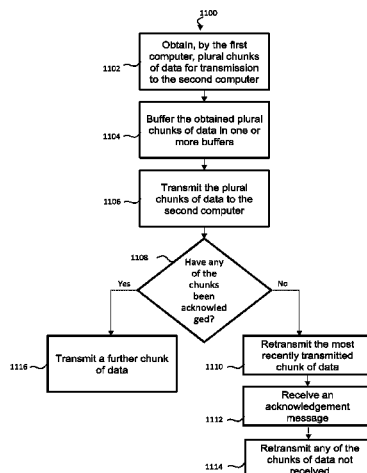 1100
Obtain, by the first
computer, plural chunks
of data for transmission
to the second computer
1102
Buffer the obtained plural
chunks of data in one or
more buffers
1104
Transmit the plural
chunks of data to the
second computer
1106
1108
Have any
of the
chunks
been
acknowled
ged?
Yes
No
Transmit a further chunk
of data
1116
Retransmit the most
recently transmitted
chunk of data
1110
Receive an
acknowledgement
message
1112
Retransmit any of the
chunks of data not
received
1114